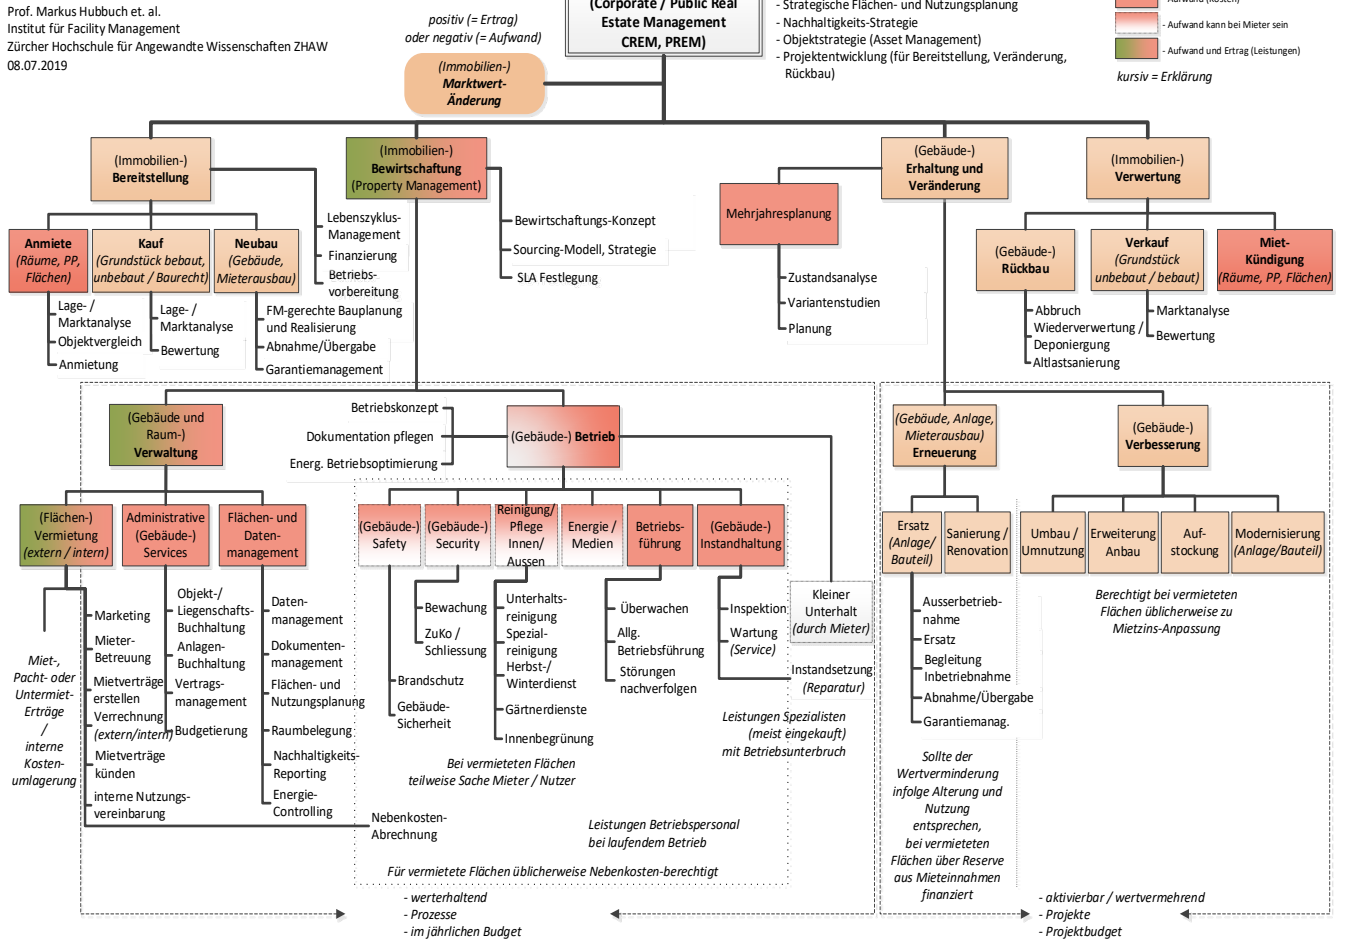 Prof. Markus Hubbuch et. al.
Institut für Facility Management
Zürcher Hochschule für Angewandte Wissenschaften ZHAW
08.07.2019
positiv (= Ertrag)
oder negativ (= Aufwand)
(Corporate / Public Real
Estate Management
CREM, PREM)
- Strategische Flächen- und Nutzungsplanung
- Nachhaltigkeits-Strategie
- Objektstrategie (Asset Management)
- Projektentwicklung (für Bereitstellung, Veränderung,
Rückbau)
- Aufwand (Kosten)
- Aufwand kann bei Mieter sein
- Aufwand und Ertrag (Leistungen)
kursiv = Erklärung
(Immobilien-)
Marktwert-
Änderung
(Immobilien-)
Bereitstellung
(Immobilien-)
Bewirtschaftung
(Property Management)
(Gebäude-)
Erhaltung und
Veränderung
(Immobilien-)
Verwertung
Lebenszyklus-
Management
Finanzierung
Betriebs-
vorbereitung
Bewirtschaftungs-Konzept
Sourcing-Modell, Strategie
SLA Festlegung
Mehrjahresplanung
Zustandsanalyse
Variantenstudien
Planung
Anmiete
(Räume, PP,
Flächen)
Kauf
(Grundstück bebaut,
unbebaut / Baurecht)
Neubau
(Gebäude,
Mieterausbau)
(Gebäude-)
Rückbau
Verkauf
(Grundstück
unbebaut / bebaut)
Miet-
Kündigung
(Räume, PP, Flächen)
Lage- /
Marktanalyse
Objektvergleich
Anmietung
Lage- /
Marktanalyse
Bewertung
FM-gerechte Bauplanung
und Realisierung
Abnahme/Übergabe
Garantiemanagement
Abbruch
Wiederverwertung /
Deponiergung
Altlastsanierung
Marktanalyse
Bewertung
(Gebäude und
Raum-)
Verwaltung
Betriebskonzept
Dokumentation pflegen
Energ. Betriebsoptimierung
(Gebäude-) Betrieb
(Gebäude, Anlage,
Mieterausbau)
Erneuerung
(Gebäude-)
Verbesserung
(Flächen-)
Vermietung
(extern / intern)
Administrative
(Gebäude-)
Services
Flächen- und
Daten-
management
(Gebäude-)
Safety
(Gebäude-)
Security
Reinigung/
Pflege
Innen/
Aussen
Energie /
Medien
Betriebs-
führung
(Gebäude-)
Instandhaltung
Ersatz
(Anlage/
Bauteil)
Sanierung /
Renovation
Umbau /
Umnutzung
Erweiterung
Anbau
Auf-
stockung
Modernisierung
(Anlage/Bauteil)
Miet-,
Pacht- oder
Untermiet-
Erträge
/
interne
Kosten-
umlagerung
Marketing
Mieter-
Betreuung
Mietverträge
erstellen
Verrechnung
(extern/intern)
Mietverträge
künden
interne Nutzungs-
vereinbarung
Objekt-/
Liegenschafts-
Buchhaltung
Anlagen-
Buchhaltung
Vertrags-
management
Budgetierung
Daten-
management
Dokumenten-
management
Flächen- und
Nutzungsplanung
Raumbelegung
Nachhaltigkeits-
Reporting
Energie-
Controlling
Nebenkosten-
Abrechnung
Brandschutz
Gebäude-
Sicherheit
Bewachung
ZuKo /
Schliessung
Unterhalts-
reinigung
Spezial-
reinigung
Herbst-/
Winterdienst
Gärtnerdienste
Innenbegrünung
Überwachen
Allg.
Betriebsführung
Störungen
nachverfolgen
Inspektion
Wartung
(Service)
Kleiner
Unterhalt
(durch Mieter)
Instandsetzung
(Reparatur)
Leistungen Spezialisten
(meist eingekauft)
mit Betriebsunterbruch
Bei vermieteten Flächen
teilweise Sache Mieter / Nutzer
Leistungen Betriebspersonal
bei laufendem Betrieb
Für vermietete Flächen üblicherweise Nebenkosten-berechtigt
Ausserbetrieb-
nahme
Ersatz
Begleitung
Inbetriebnahme
Abnahme/Übergabe
Garantiemanag.
Sollte der
Wertverminderung
infolge Alterung und
Nutzung
entsprechen,
bei vermieteten
Flächen über Reserve
aus Mieteinnahmen
finanziert
Berechtigt bei vermieteten
Flächen üblicherweise zu
Mietzins-Anpassung
- werterhaltend
- Prozesse
- im jährlichen Budget
- aktivierbar / wertvermehrend
- Projekte
- Projektbudget